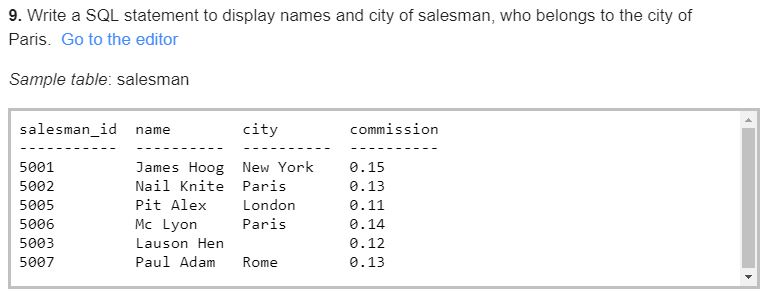 9. Write a SQL statement to display names and city of salesman, who belongs to the city of
Paris. Go to the editor
Sample table: salesman
salesman_id name city commission
----------- ---------- ---------- ----------
5001 James Hoog New York 0.15
5002 Nail Knite Paris 0.13
5005 Pit Alex London 0.11
5006 Mc Lyon Paris 0.14
5003 Lauson Hen 0.12
5007 Paul Adam Rome 0.13